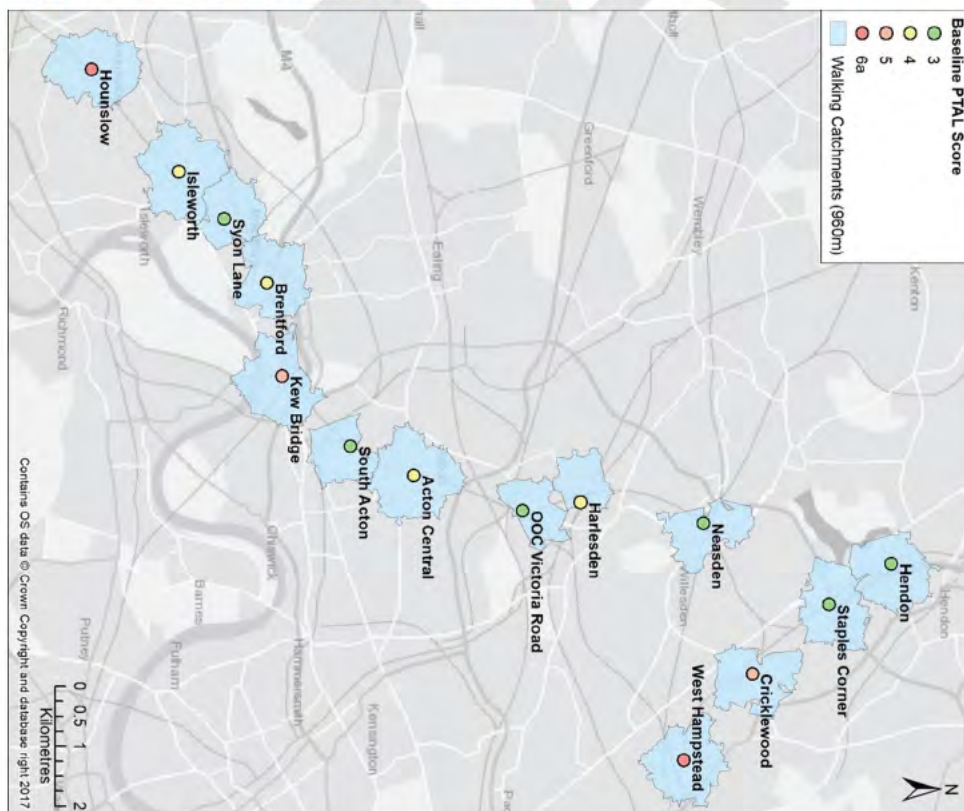 Baseline PTAL Score
3
4
5
6a
Walking Catchments (960m)
N
Kenton
Hendon
Hendon
Staples Corner
Wembley
Neasden
Willesden
Cricklewood
West Hampstead
Greenford
Harlesden
OOC Victoria Road
Ealing
Acton Central
South Acton
Kensington
Hammersmith
M4
Brentford
Kew Bridge
Chiswick
Syon Lane
Isleworth
Isleworth
Hounslow
Barnes
Fulham
Putney
Richmond
0 0.5 1 2
Kilometres
Contains OS data © Crown Copyright and database right 2017